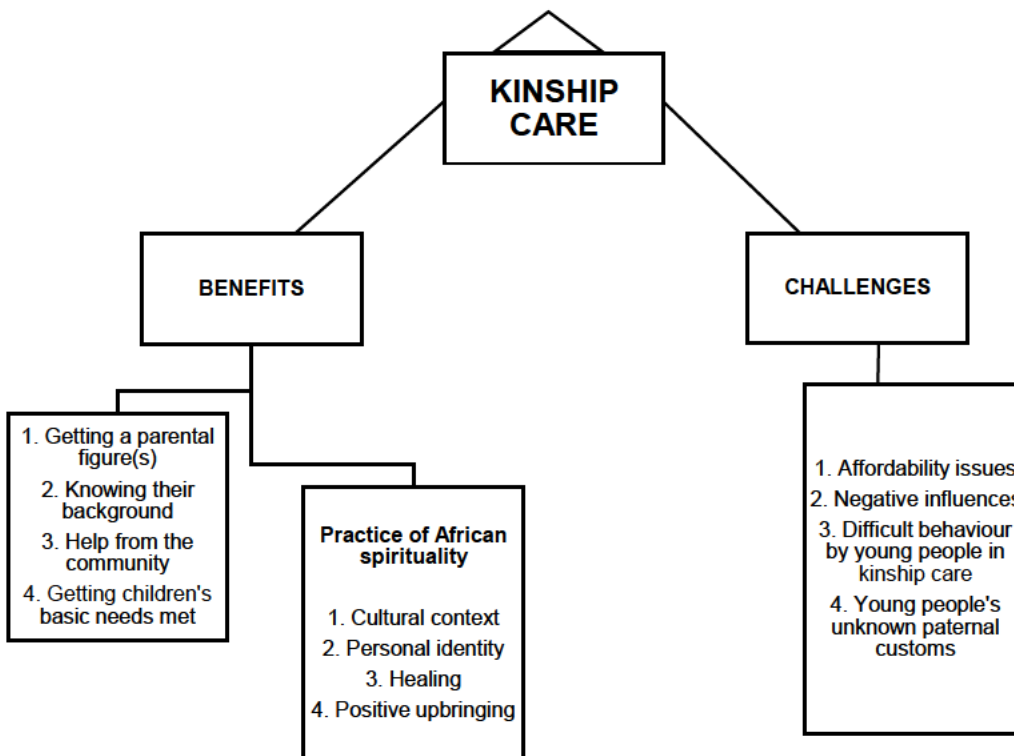 KINSHIP
CARE
BENEFITS
CHALLENGES
1. Getting a parental
figure(s)
2. Knowing their
background
3. Help from the
community
4. Getting children's
basic needs met
Practice of African
spirituality
1. Cultural context
2. Personal identity
3. Healing
4. Positive upbringing
1. Affordability issues
2. Negative influences
3. Difficult behaviour
by young people in
kinship care
4. Young people's
unknown paternal
customs